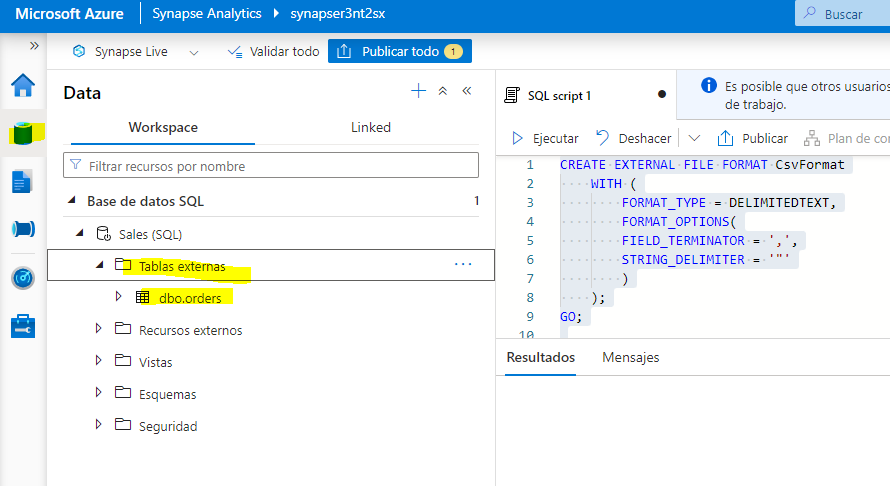 Microsoft Azure | Synapse Analytics ▸ synapser3nt2sx Buscar
» Synapse Live Validar todo Publicar todo 1
Data
Workspace Linked
Filtrar recursos por nombre
Base de datos SQL 1
Sales (SQL)
Tablas externas ...
dbo.orders
Recursos externos
Vistas
Esquemas
Seguridad
SQL script 1
Es posible que otros usuarios
de trabajo.
Ejecutar Deshacer Publicar Plan de co
1 CREATE EXTERNAL FILE FORMAT CsvFormat
2 ····WITH (
3 ········FORMAT_TYPE = DELIMITEDTEXT,
4 ········FORMAT_OPTIONS(
5 ········FIELD_TERMINATOR = ',',
6 ········STRING_DELIMITER = '"'
7 ········)
8 ····);
9 GO;
10
Resultados Mensajes